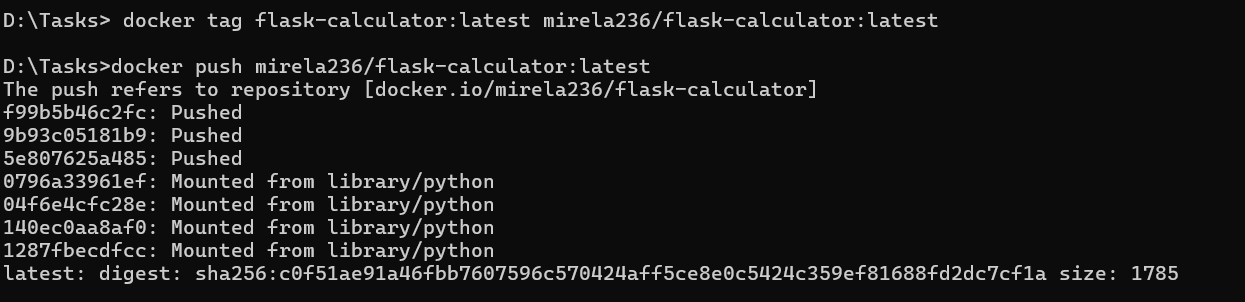 D:\Tasks> docker tag flask-calculator:latest mirela236/flask-calculator:latest
D:\Tasks>docker push mirela236/flask-calculator:latest
The push refers to repository [docker.io/mirela236/flask-calculator]
f99b5b46c2fc: Pushed
9b93c05181b9: Pushed
5e807625a485: Pushed
0796a33961ef: Mounted from library/python
04f6e4cfc28e: Mounted from library/python
140ec0aa8af0: Mounted from library/python
1287fbecdfcc: Mounted from library/python
latest: digest: sha256:c0f51ae91a46fbb7607596c570424aff5ce8e0c5424c359ef81688fd2dc7cf1a size: 1785